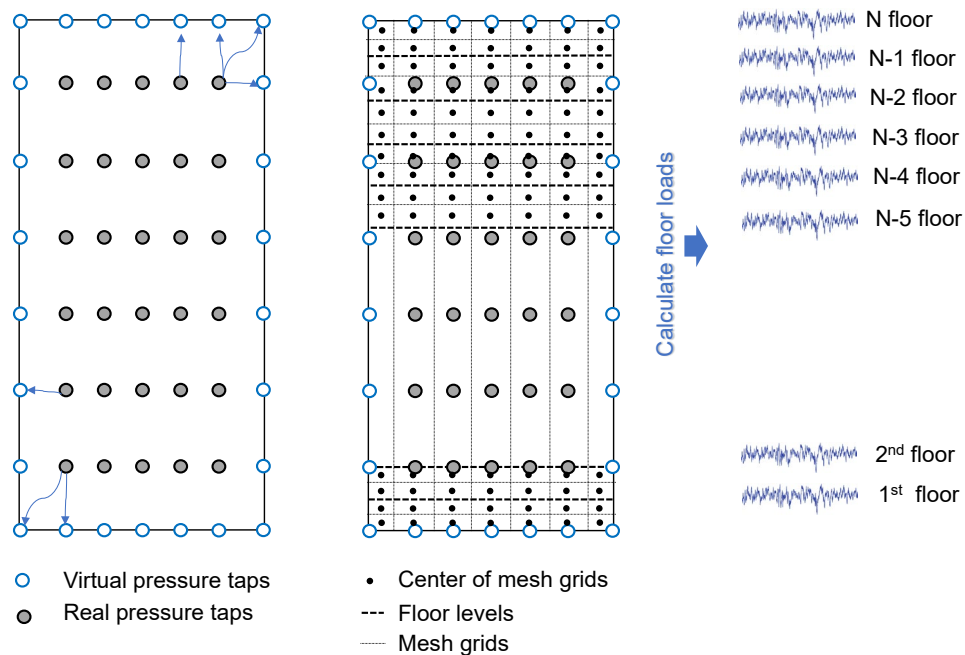 N floor
N-1 floor
N-2 floor
N-3 floor
N-4 floor
N-5 floor
Calculate floor loads
2nd floor
1st floor
Virtual pressure taps
Real pressure taps
Center of mesh grids
Floor levels
Mesh grids